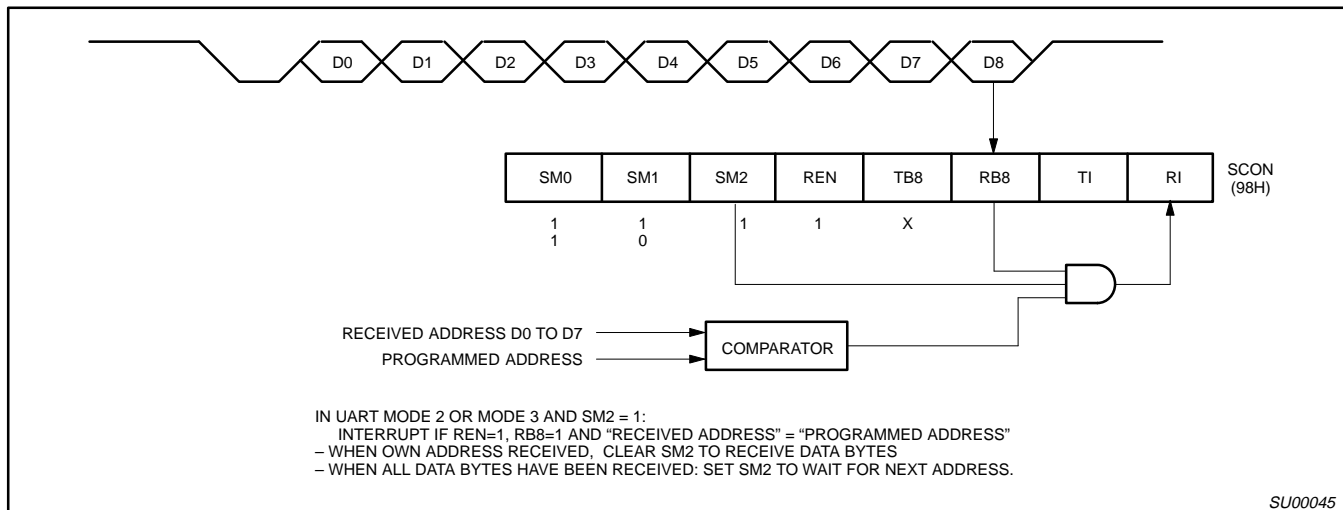 D0 D1 D2 D3 D4 D5 D6 D7 D8
SM0 SM1 SM2 REN TB8 RB8 TI RI
SCON
(98H)
1 1 1 1 X
1 0
RECEIVED ADDRESS D0 TO D7
PROGRAMMED ADDRESS
COMPARATOR
IN UART MODE 2 OR MODE 3 AND SM2 = 1:
INTERRUPT IF REN=1, RB8=1 AND “RECEIVED ADDRESS” = “PROGRAMMED ADDRESS”
– WHEN OWN ADDRESS RECEIVED, CLEAR SM2 TO RECEIVE DATA BYTES
– WHEN ALL DATA BYTES HAVE BEEN RECEIVED: SET SM2 TO WAIT FOR NEXT ADDRESS.
SU00045